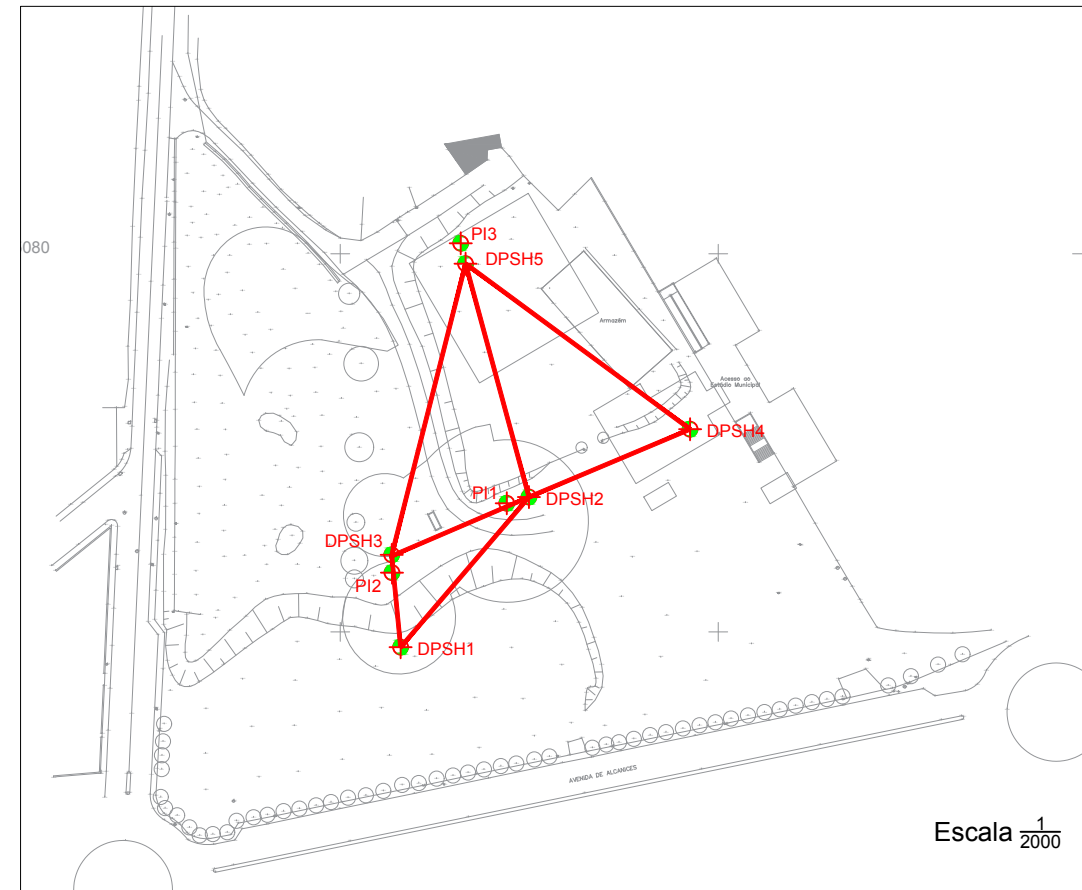 PI3
080
DPSH5
Armazém
Acesso ao
Estádio Municipal
DPSH4
PI1
DPSH2
DPSH3
PI2
DPSH1
AVENIDA DE ALCANICES
Escala 1/2000